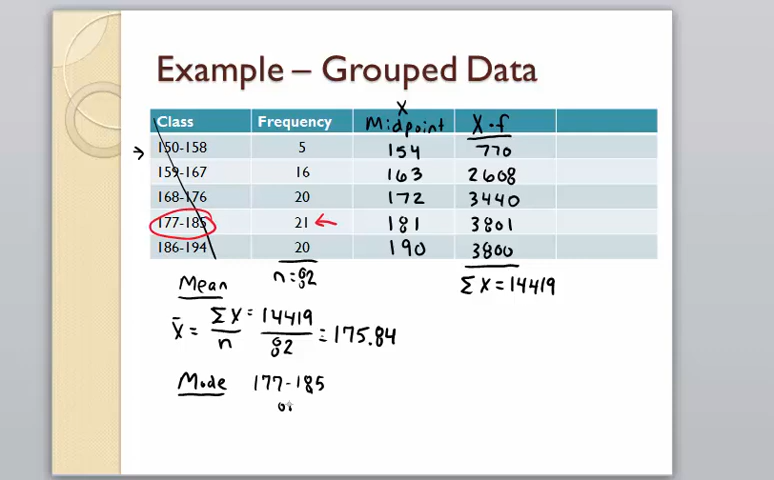 Example – Grouped Data
Class Frequency X Midpoint X·f
150-158 5 154 770
159-167 16 163 2608
168-176 20 172 3440
177-185 21 181 3801
186-194 20 190 3800
n=82
ΣX=14419
Mean
X̄ = ΣX/n = 14419/82 = 175.84
Mode 177-185
or